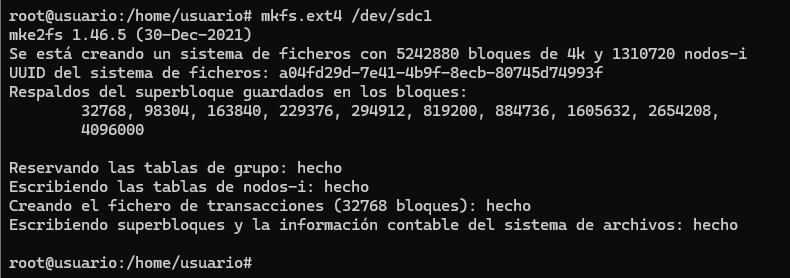 root@usuario:/home/usuario# mkfs.ext4 /dev/sdc1
mke2fs 1.46.5 (30-Dec-2021)
Se está creando un sistema de ficheros con 5242880 bloques de 4k y 1310720 nodos-i
UUID del sistema de ficheros: a04fd29d-7e41-4b9f-8ecb-80745d74993f
Respaldos del superbloque guardados en los bloques:
32768, 98304, 163840, 229376, 294912, 819200, 884736, 1605632, 2654208,
4096000
Reservando las tablas de grupo: hecho
Escribiendo las tablas de nodos-i: hecho
Creando el fichero de transacciones (32768 bloques): hecho
Escribiendo superbloques y la información contable del sistema de archivos: hecho
root@usuario:/home/usuario#